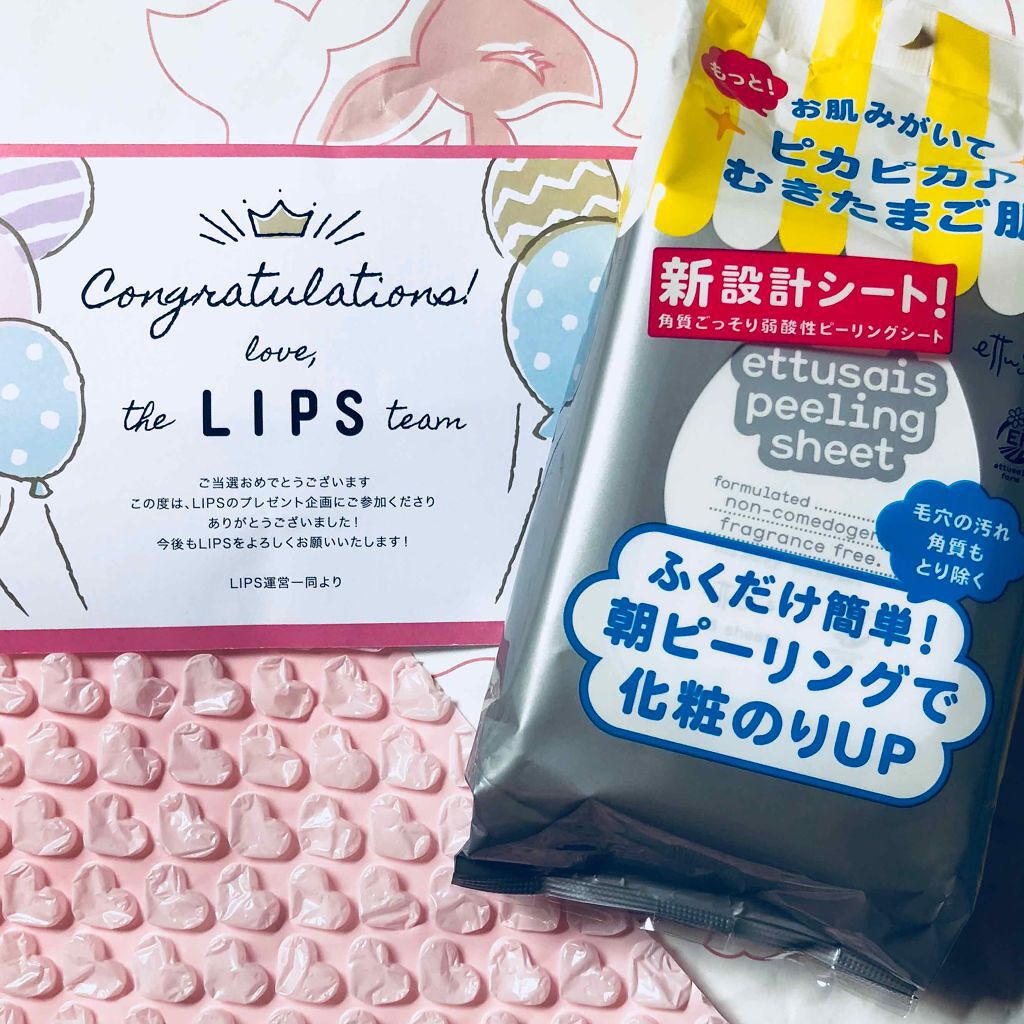 Congratulations!
love,
the LIPS team
ご当選おめでとうございます
この度は、LIPSのプレゼント企画にご参加くださり
ありがとうございました!
今後もLIPSをよろしくお願いいたします!
LIPS運営一同より
もっと!
お肌みがいて
ピカピカ♪
むきたまご肌
新設計シート!
角質ごっそり弱酸性ピーリングシート
ettusais
peeling
sheet
formulated
non-comedogen
fragrance free.
毛穴の汚れ
角質も
とり除く
ふくだけ簡単!
朝ピーリングで
化粧のりUP